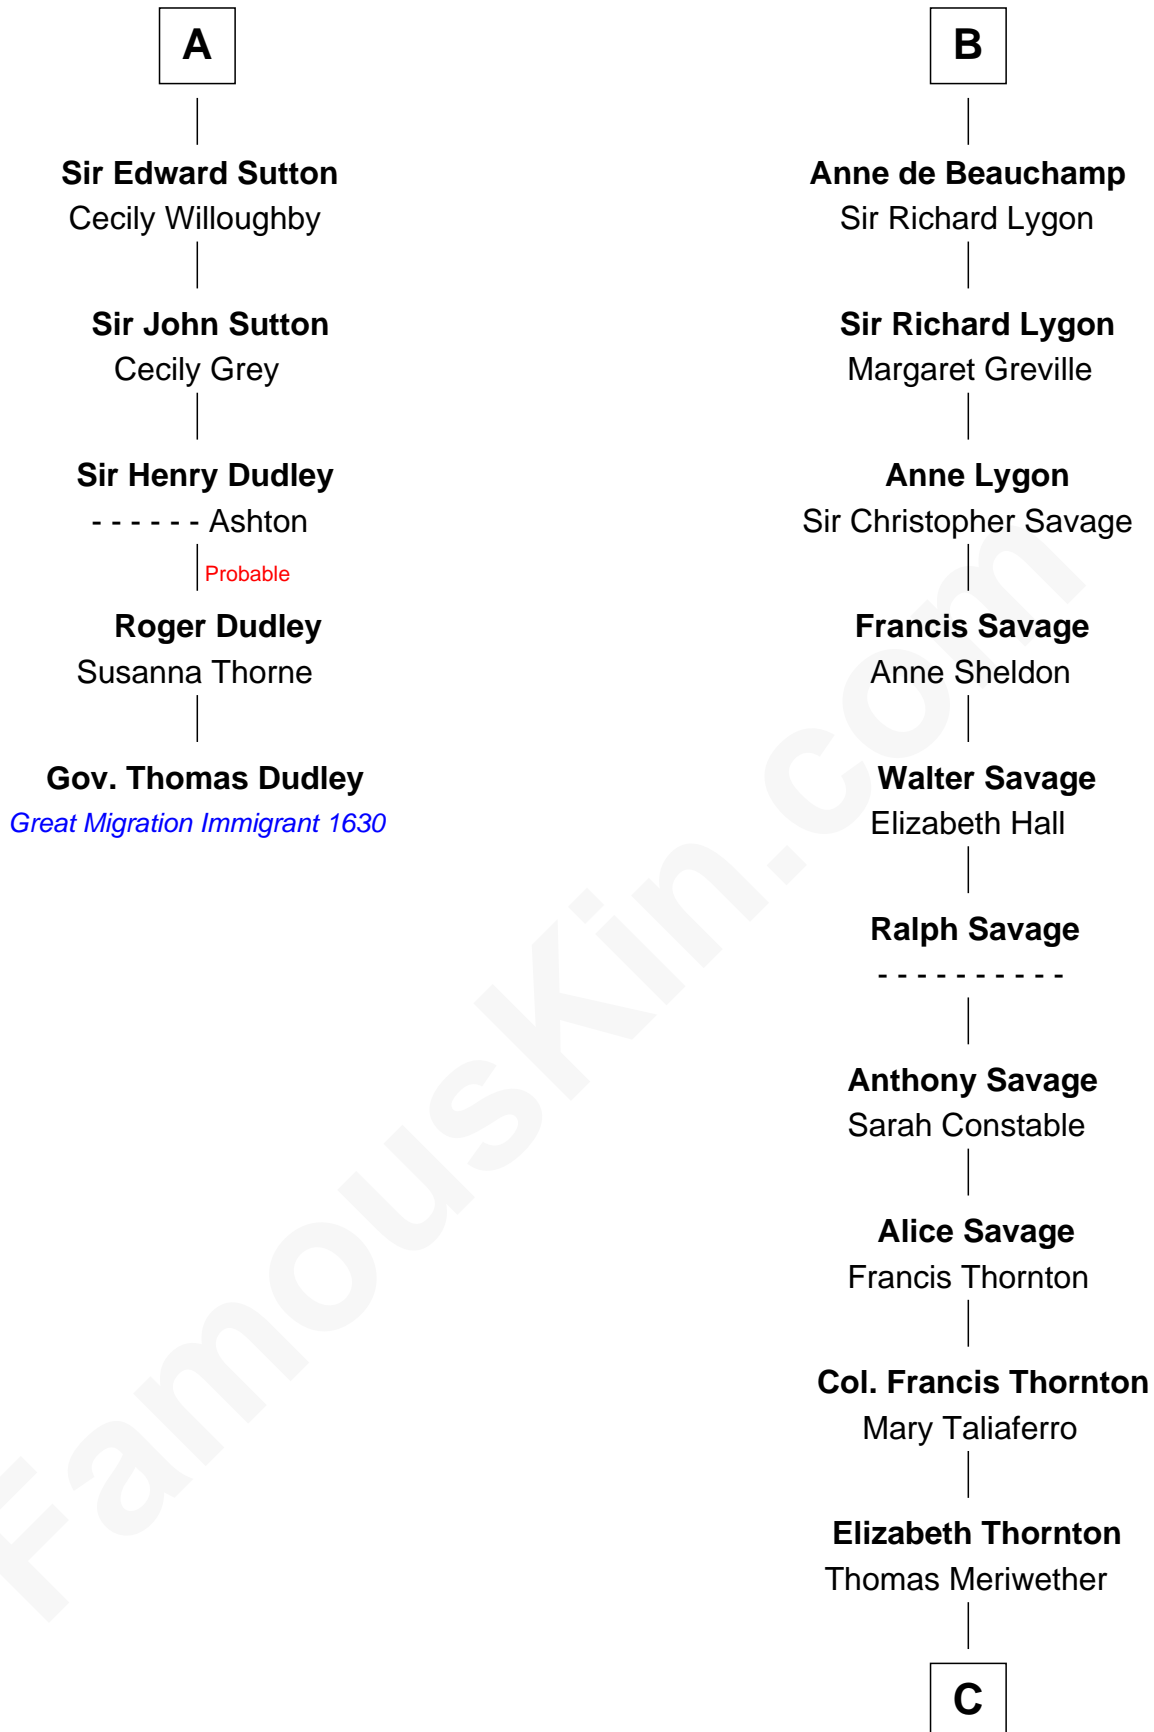 A
Sir Edward Sutton
Cecily Willoughby
Sir John Sutton
Cecily Grey
Sir Henry Dudley
- - - - - - Ashton
Probable
Roger Dudley
Susanna Thorne
Gov. Thomas Dudley
Great Migration Immigrant 1630
B
Anne de Beauchamp
Sir Richard Lygon
Sir Richard Lygon
Margaret Greville
Anne Lygon
Sir Christopher Savage
Francis Savage
Anne Sheldon
Walter Savage
Elizabeth Hall
Ralph Savage
- - - - - - - - - -
Anthony Savage
Sarah Constable
Alice Savage
Francis Thornton
Col. Francis Thornton
Mary Taliaferro
Elizabeth Thornton
Thomas Meriwether
C
FamousKin.com